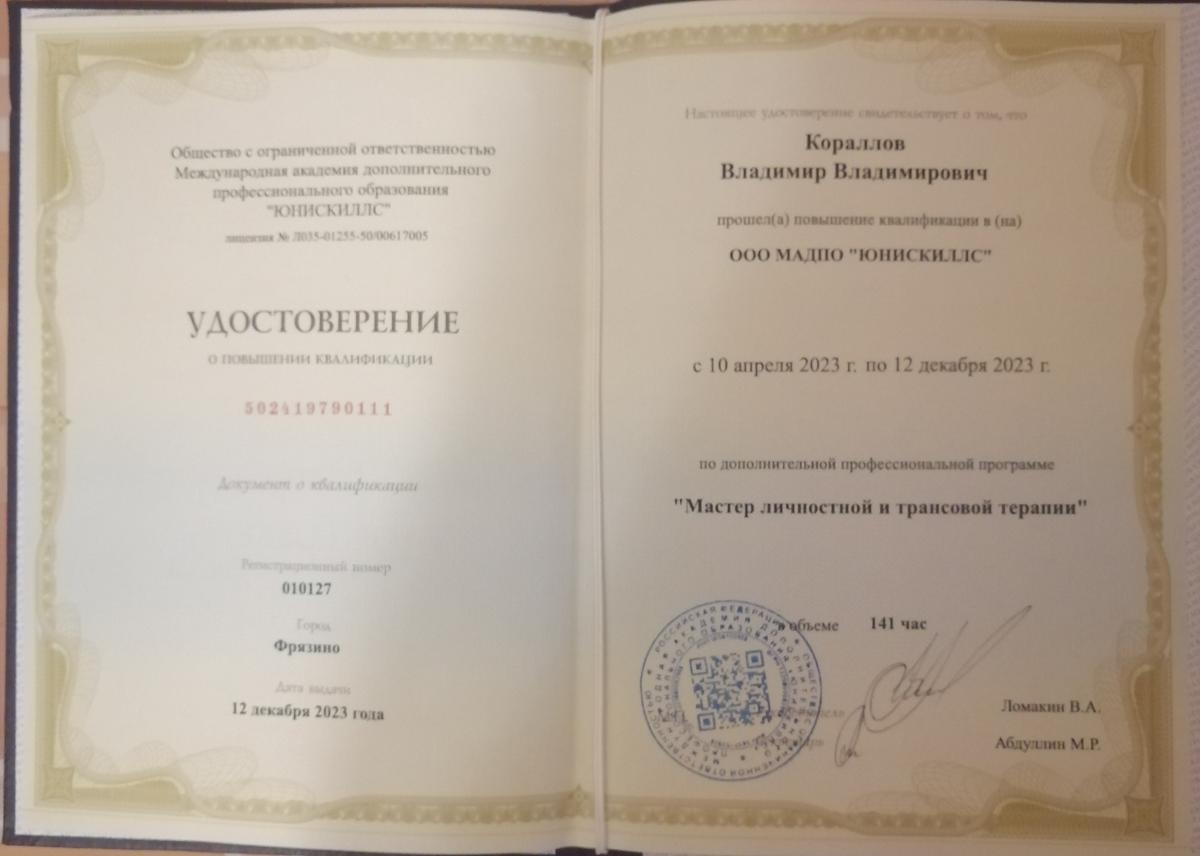 Общество с ограниченной ответственностью
Международная академия дополнительного
профессионального образования
"ЮНИСКИЛЛС"
лицензия № Л035-01255-50/00617005
УДОСТОВЕРЕНИЕ
О ПОВЫШЕНИИ КВАЛИФИКАЦИИ
502419790111
Документ о квалификации
Регистрационный номер
010127
Город
Фрязино
Дата выдачи
12 декабря 2023 года
Настоящее удостоверение свидетельствует о том, что
Кораллов
Владимир Владимирович
прошел(а) повышение квалификации в (на)
ООО МАДПО "ЮНИСКИЛЛС"
с 10 апреля 2023 г. по 12 декабря 2023 г.
по дополнительной профессиональной программе
"Мастер личностной и трансовой терапии"
в объеме 141 час
Ломакин В.А.
Абдуллин М.Р.
РОССИЙСКАЯ ФЕДЕРАЦИЯ